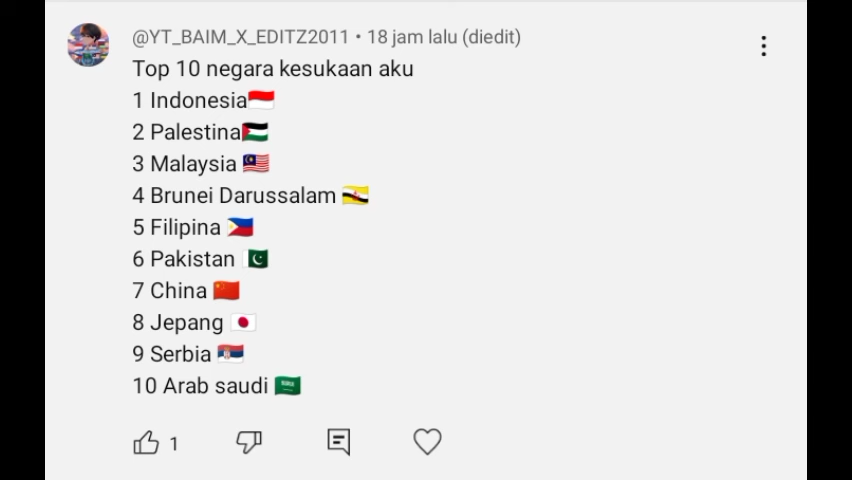 @YT_BAIM_X_EDITZ2011 • 18 jam lalu (diedit)
Top 10 negara kesukaan aku
1 Indonesia🇮🇩
2 Palestina🇵🇸
3 Malaysia 🇲🇾
4 Brunei Darussalam 🇧🇳
5 Filipina 🇵🇭
6 Pakistan 🇵🇰
7 China 🇨🇳
8 Jepang 🇯🇵
9 Serbia 🇷🇸
10 Arab saudi 🇸🇦
1